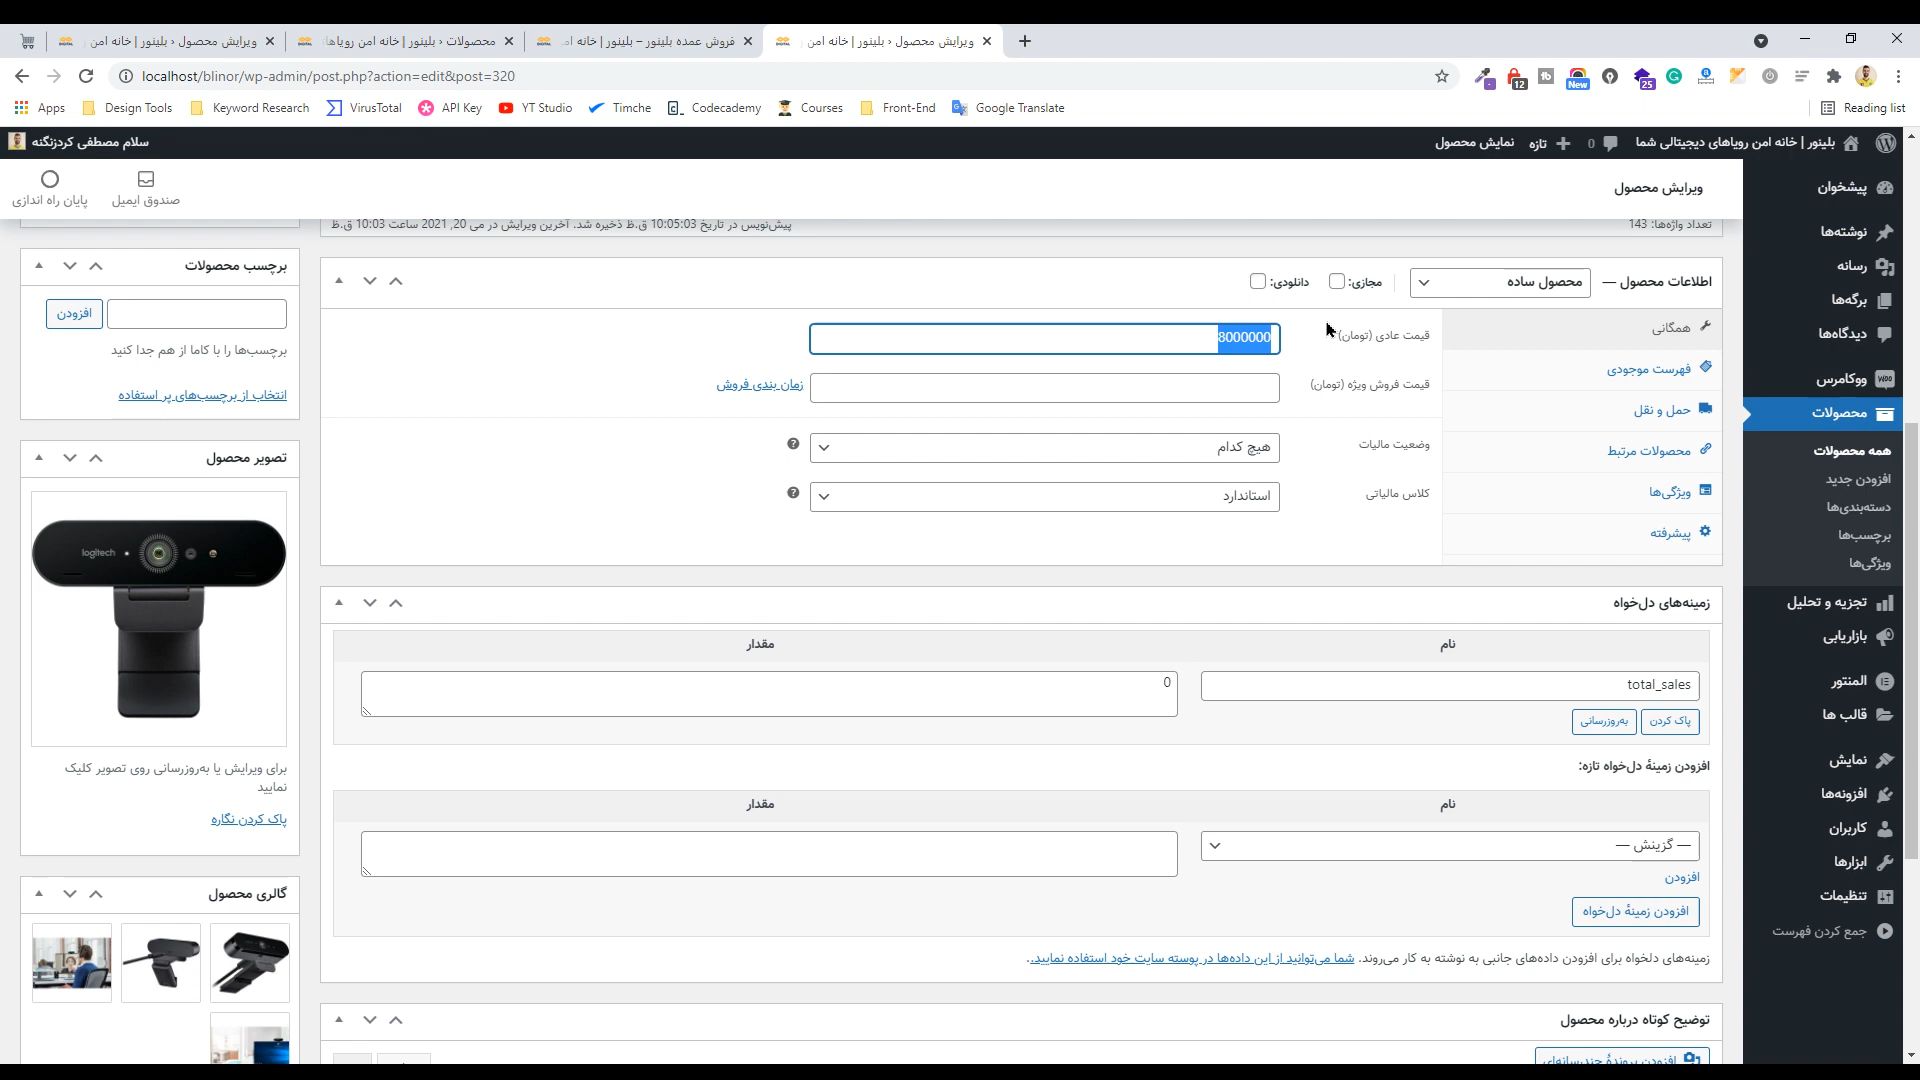 ویرایش محصول ‹ بلینور | خانه امن
محصولات ‹ بلینور | خانه امن رویاها
فروش عمده بلینور – بلینور | خانه ا
ویرایش محصول ‹ بلینور | خانه امن
localhost/blinor/wp-admin/post.php?action=edit&post=320
12
New
25
Apps
Design Tools
Keyword Research
VirusTotal
API Key
YT Studio
Timche
Codecademy
Courses
Front-End
Google Translate
Reading list
بلینور | خانه امن رویاهای دیجیتالی شما
0
تازه
نمایش محصول
سلام مصطفی کردزنگنه
ویرایش محصول
صندوق ایمیل
پایان راه اندازی
پیشخوان
نوشته‌ها
رسانه
برگه‌ها
دیدگاه‌ها
ووکامرس
محصولات
همه محصولات
افزودن جدید
دسته‌بندی‌ها
برچسب‌ها
ویژگی‌ها
تجزیه و تحلیل
بازاریابی
المنتور
قالب ها
نمایش
افزونه‌ها
کاربران
ابزارها
تنظیمات
جمع کردن فهرست
تعداد واژه‌ها: 143
پیش‌نویس در تاریخ 10:05:03 ق.ظ ذخیره شد. آخرین ویرایش در می 20, 2021 ساعت 10:03 ق.ظ
اطلاعات محصول —
محصول ساده
مجازی:
دانلودی:
همگانی
فهرست موجودی
حمل و نقل
محصولات مرتبط
ویژگی‌ها
پیشرفته
قیمت عادی (تومان)
8000000
قیمت فروش ویژه (تومان)
زمان بندی فروش
وضعیت مالیات
هیچ کدام
کلاس مالیاتی
استاندارد
زمینه‌های دل‌خواه
نام
مقدار
total_sales
0
پاک کردن
به‌روزرسانی
افزودن زمینهٔ دل‌خواه تازه:
نام
مقدار
— گزینش —
افزودن
افزودن زمینهٔ دل‌خواه
زمینه‌های دلخواه برای افزودن داده‌های جانبی به نوشته به کار می‌روند. شما می‌توانید از این داده‌ها در پوسته سایت خود استفاده نمایید..
توضیح کوتاه درباره محصول
افزودن پروندهٔ چندرسانه‌ای
برچسب محصولات
افزودن
برچسب‌ها را با کاما از هم جدا کنید
انتخاب از برچسب‌های پر استفاده
تصویر محصول
logitech
برای ویرایش یا به‌روزرسانی روی تصویر کلیک
نمایید
پاک کردن نگاره
گالری محصول